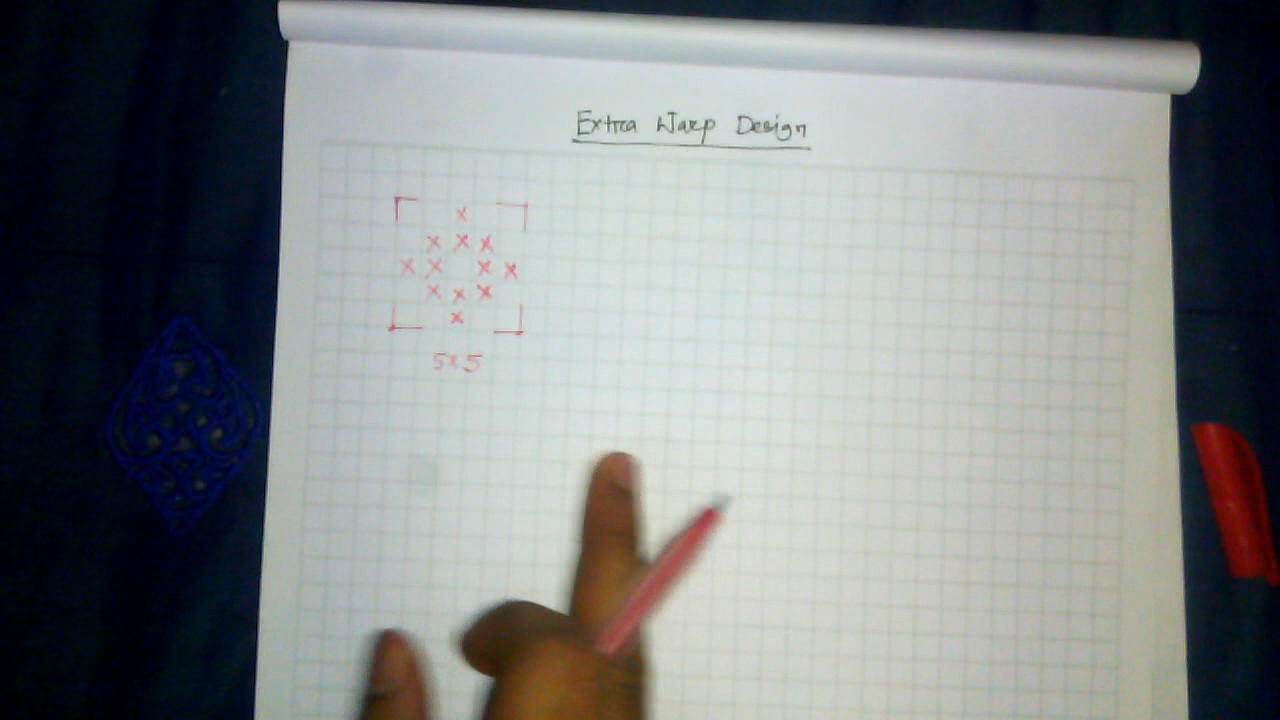 Extra Warp Design
x
x x x
x x x x
x x x
x
5x5